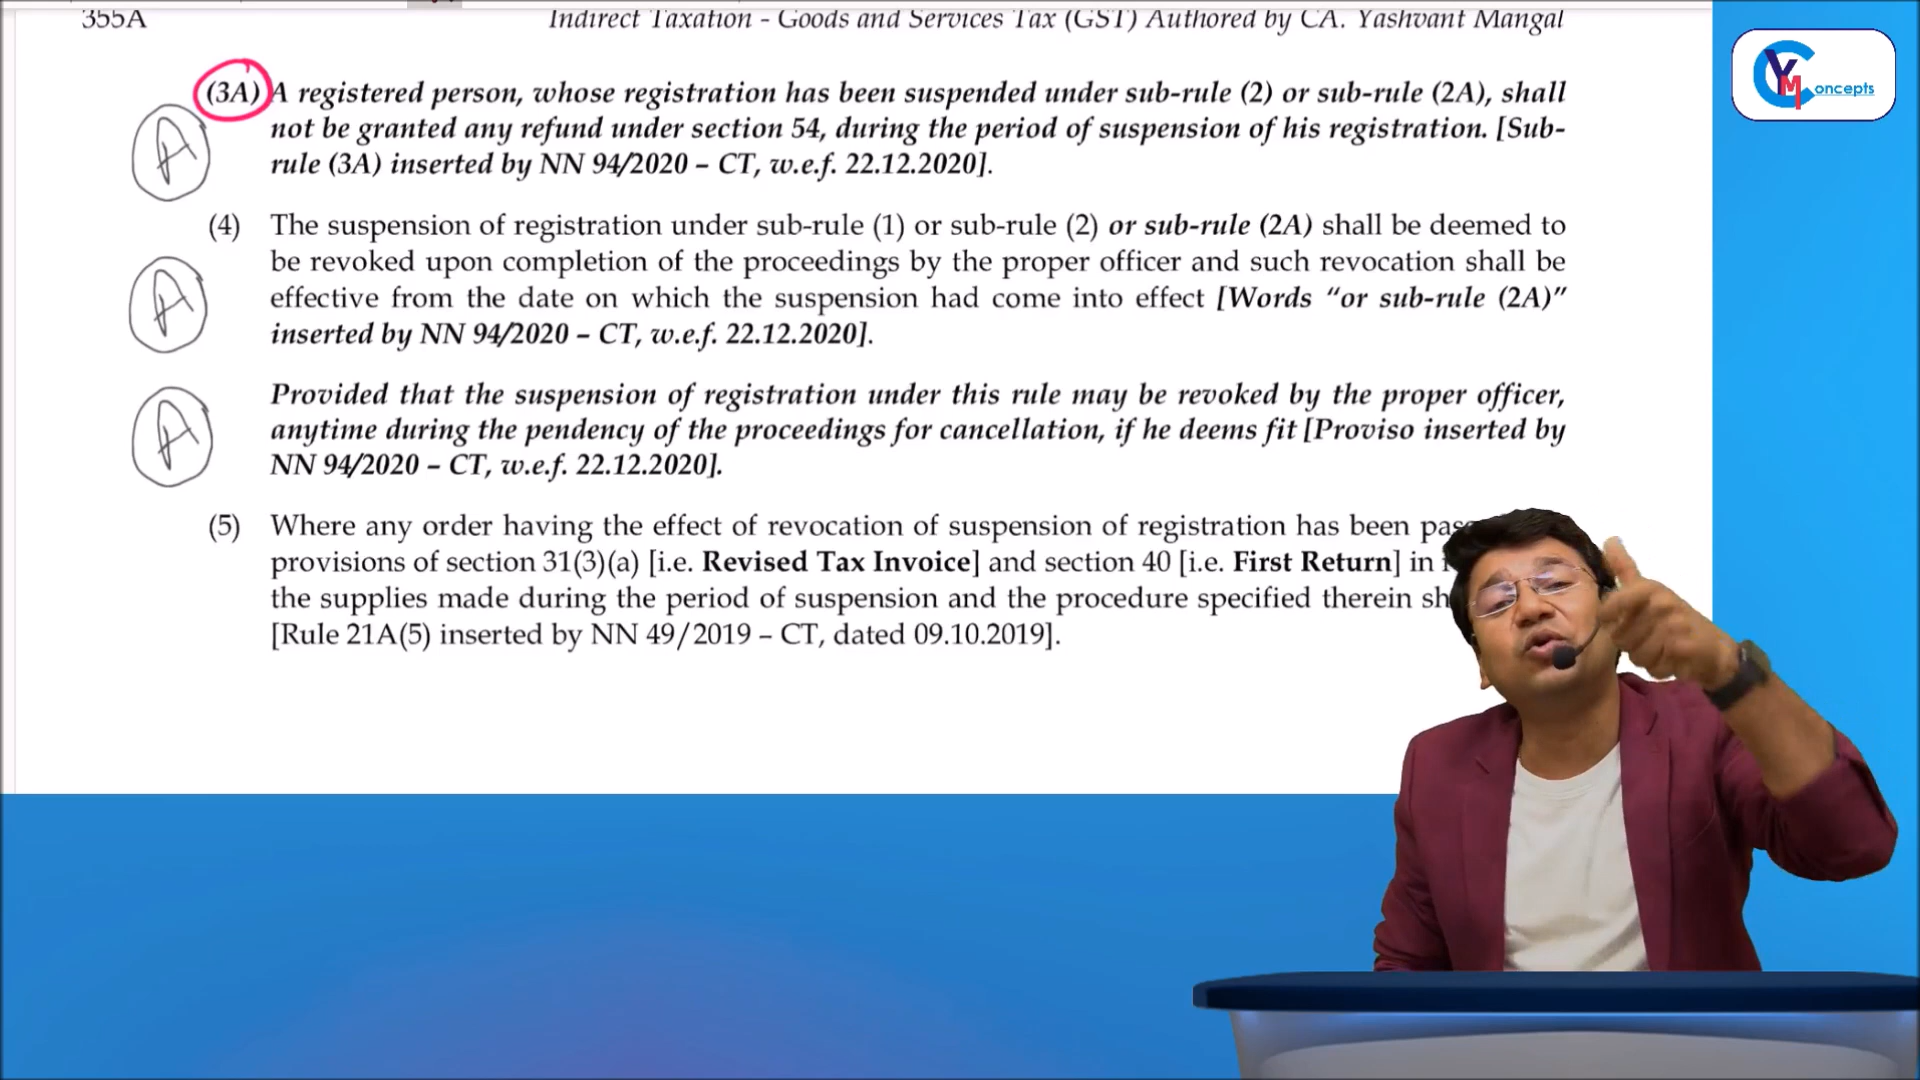 355A
Indirect Taxation - Goods and Services Tax (GST) Authored by CA. Yashvant Mangal
YM Concepts
(3A) A registered person, whose registration has been suspended under sub-rule (2) or sub-rule (2A), shall
not be granted any refund under section 54, during the period of suspension of his registration. [Sub-
rule (3A) inserted by NN 94/2020 – CT, w.e.f. 22.12.2020].
A
(4) The suspension of registration under sub-rule (1) or sub-rule (2) or sub-rule (2A) shall be deemed to
be revoked upon completion of the proceedings by the proper officer and such revocation shall be
effective from the date on which the suspension had come into effect [Words “or sub-rule (2A)”
inserted by NN 94/2020 – CT, w.e.f. 22.12.2020].
A
Provided that the suspension of registration under this rule may be revoked by the proper officer,
anytime during the pendency of the proceedings for cancellation, if he deems fit [Proviso inserted by
NN 94/2020 – CT, w.e.f. 22.12.2020].
A
(5) Where any order having the effect of revocation of suspension of registration has been
provisions of section 31(3)(a) [i.e. Revised Tax Invoice] and section 40 [i.e. First Return] in
the supplies made during the period of suspension and the procedure specified therein
[Rule 21A(5) inserted by NN 49/2019 – CT, dated 09.10.2019].